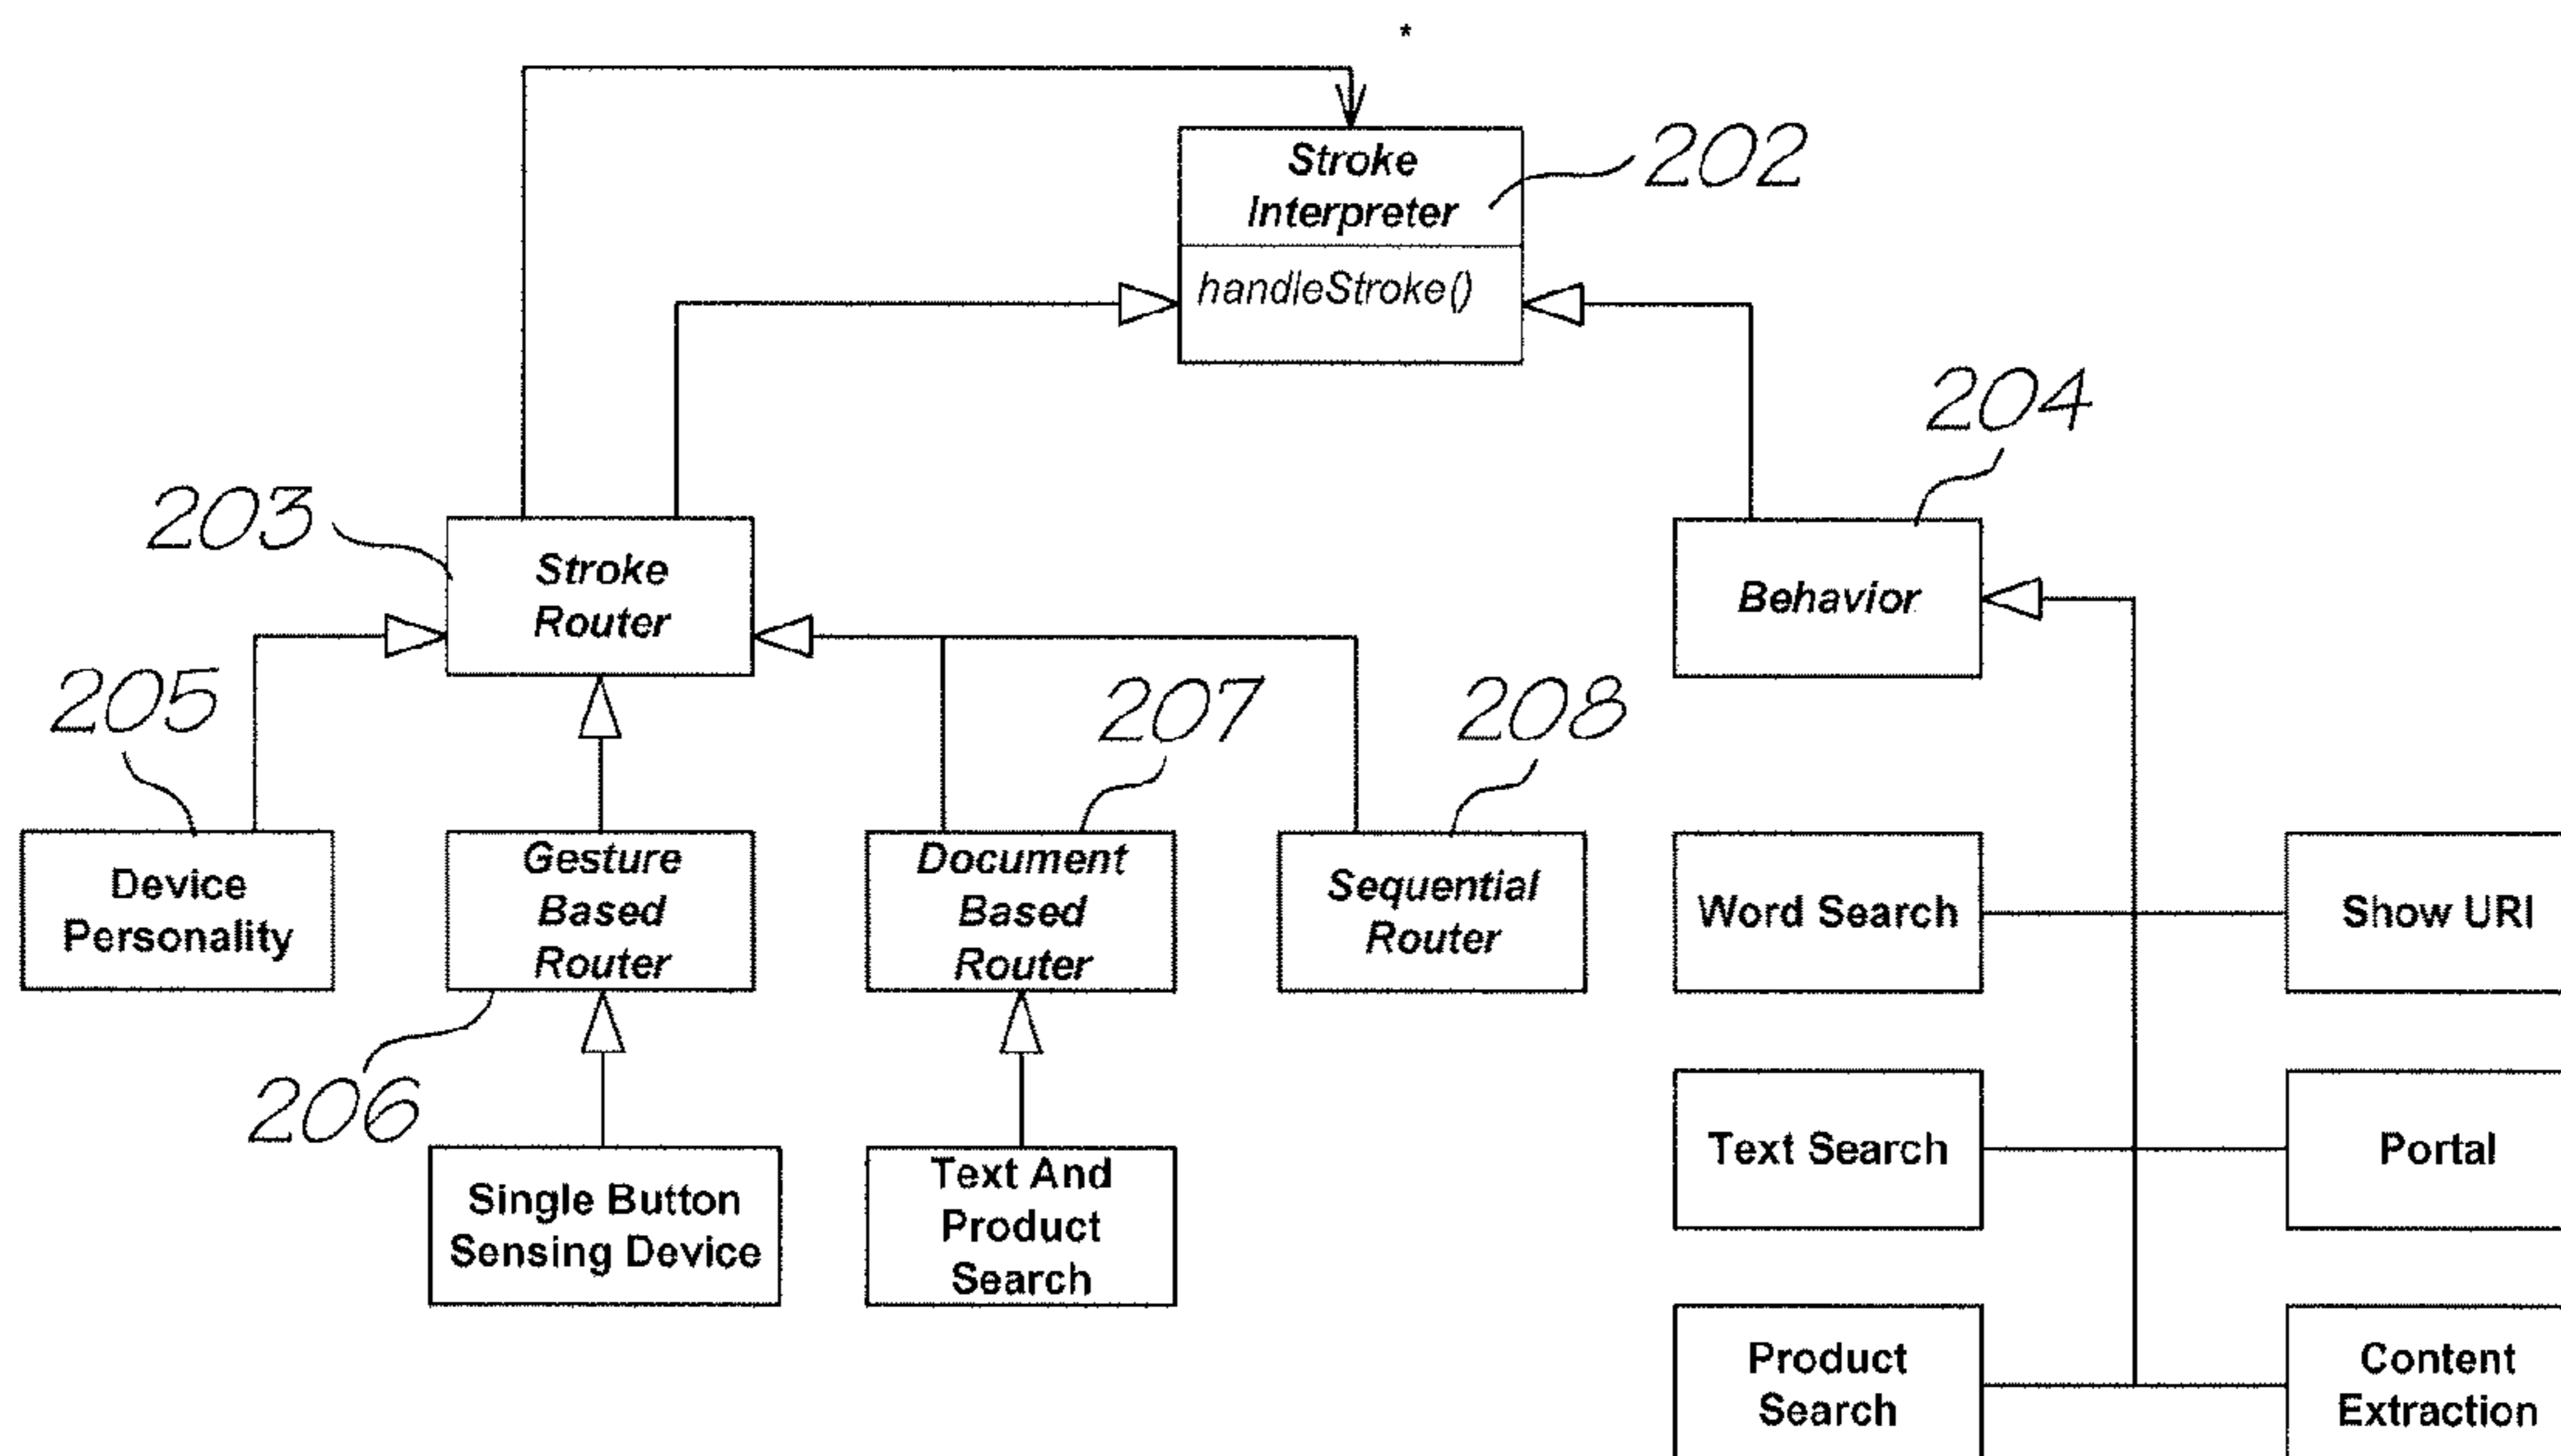 *
Stroke
Interpreter
202
handleStroke()
204
203
Stroke
Router
Behavior
205
207
208
Device
Personality
Gesture
Based
Router
Document
Based
Router
Sequential
Router
Word Search
Show URI
206
Single Button
Sensing Device
Text And
Product
Search
Text Search
Portal
Product
Search
Content
Extraction